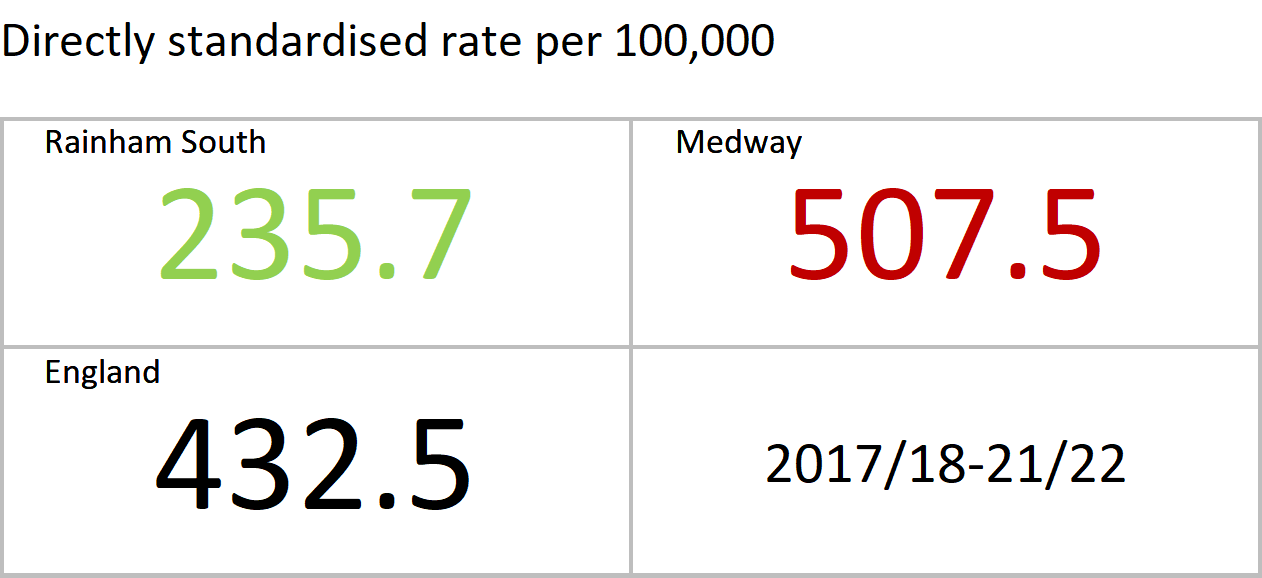 Directly standardised rate per 100,000
Rainham South
235.7
Medway
507.5
England
432.5
2017/18-21/22